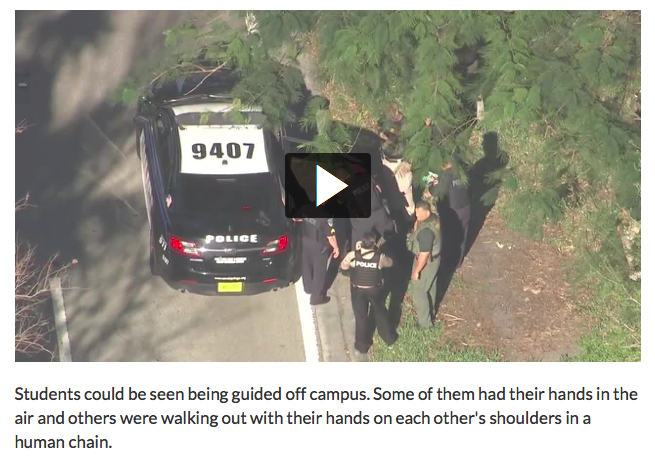 9407
POLICE
POLICE
POLICE
Students could be seen being guided off campus. Some of them had their hands in the
air and others were walking out with their hands on each other's shoulders in a
human chain.